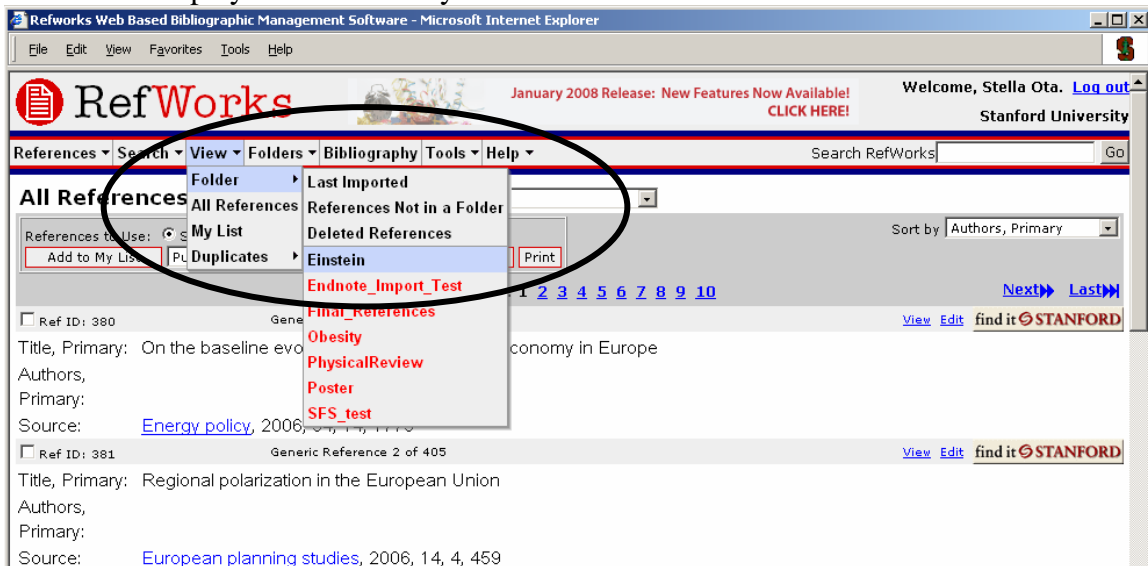 Refworks Web Based Bibliographic Management Software - Microsoft Internet Explorer
File Edit View Favorites Tools Help
RefWorks
January 2008 Release: New Features Now Available!
CLICK HERE!
Welcome, Stella Ota. Log out
Stanford University
References Search View Folders Bibliography Tools Help Search RefWorks Go
Folder
All References
My List
Duplicates
Last Imported
References Not in a Folder
Deleted References
Einstein
Endnote_Import_Test
Final_References
Obesity
PhysicalReview
Poster
SFS_test
All References
References to Use: S
Sort by Authors, Primary
Add to My List Print
1 2 3 4 5 6 7 8 9 10 Next Last
Ref ID: 380 Gene View Edit find it STANFORD
Title, Primary: On the baseline evo conomy in Europe
Authors,
Primary:
Source: Energy policy, 2006,
Ref ID: 381 Generic Reference 2 of 405 View Edit find it STANFORD
Title, Primary: Regional polarization in the European Union
Authors,
Primary:
Source: European planning studies, 2006, 14, 4, 459